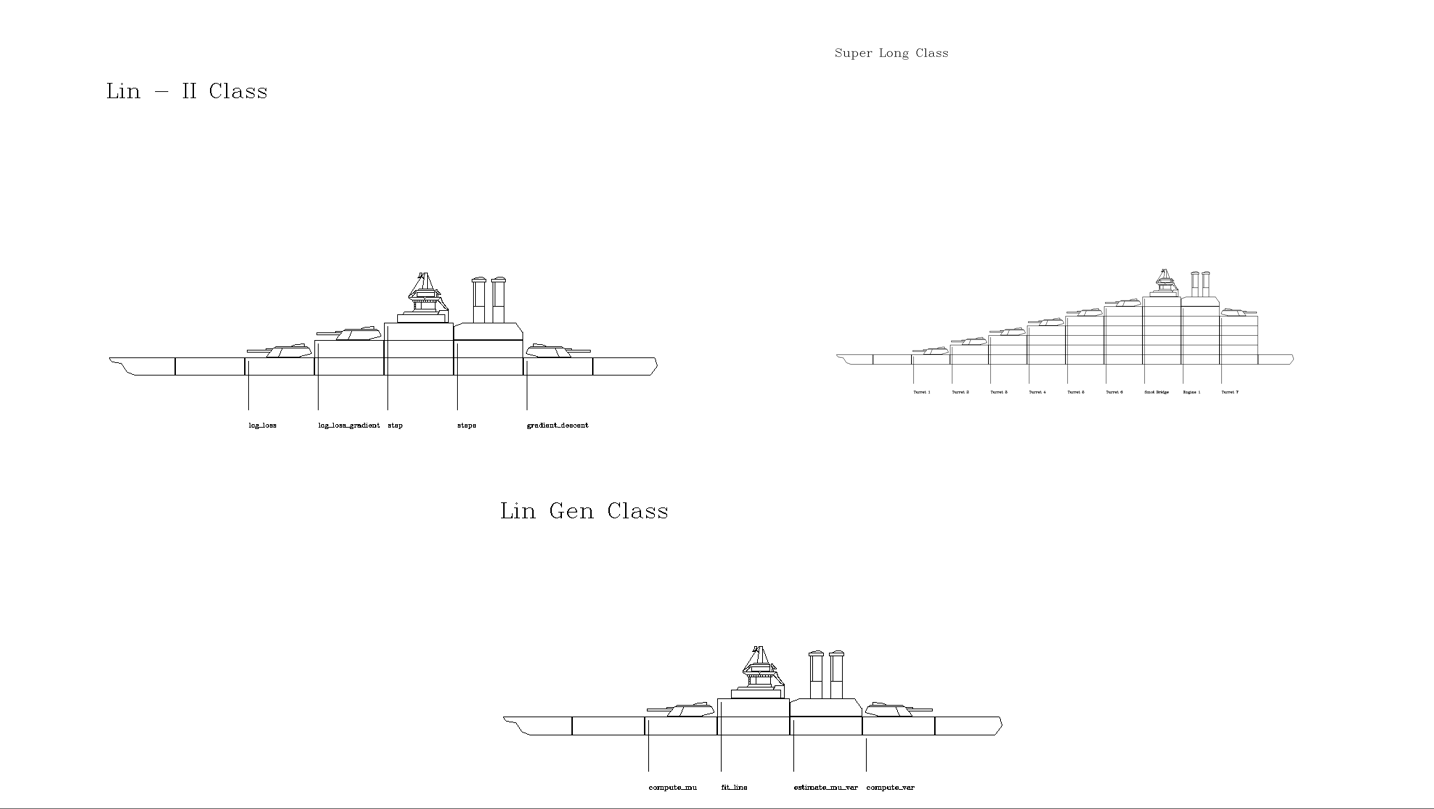 Super Long Class
Lin - II Class
log_loss log_loss_gradient step steps gradient_descent
Turret 1 Turret 2 Turret 3 Turret 4 Turret 5 Turret 6 Bridge Engine 1 Turret 7
Lin Gen Class
compute_mu fit_line estimate_mu_var compute_var